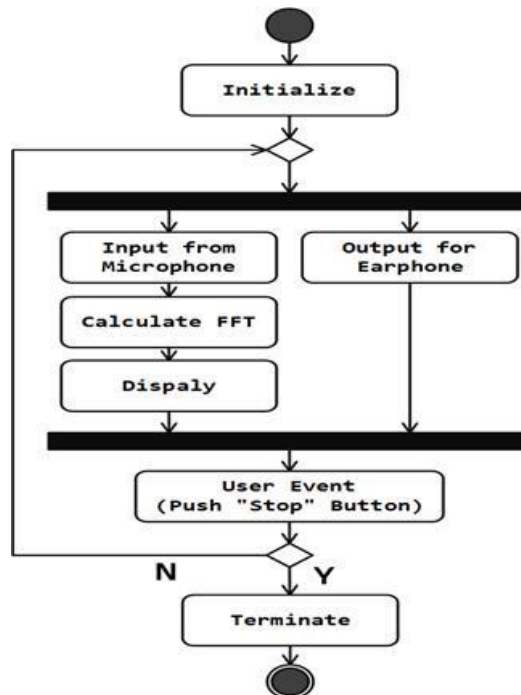 Initialize
Input from
Microphone
Output for
Earphone
Calculate FFT
Dispaly
User Event
(Push "Stop" Button)
N
Y
Terminate